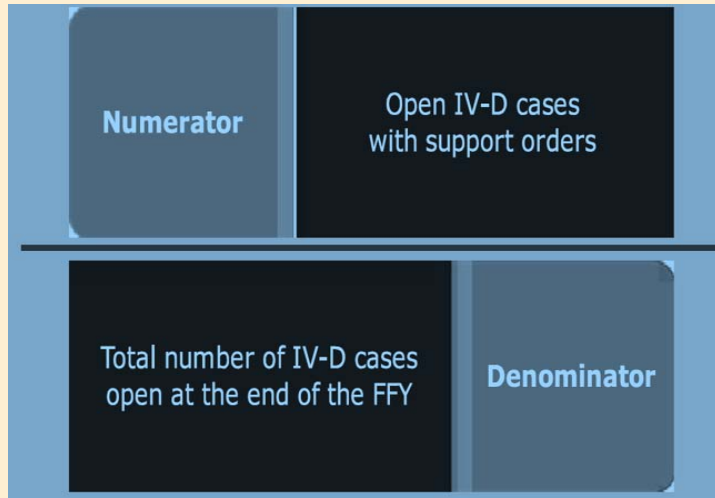 Numerator
Open IV-D cases
with support orders
Total number of IV-D cases
open at the end of the FFY
Denominator